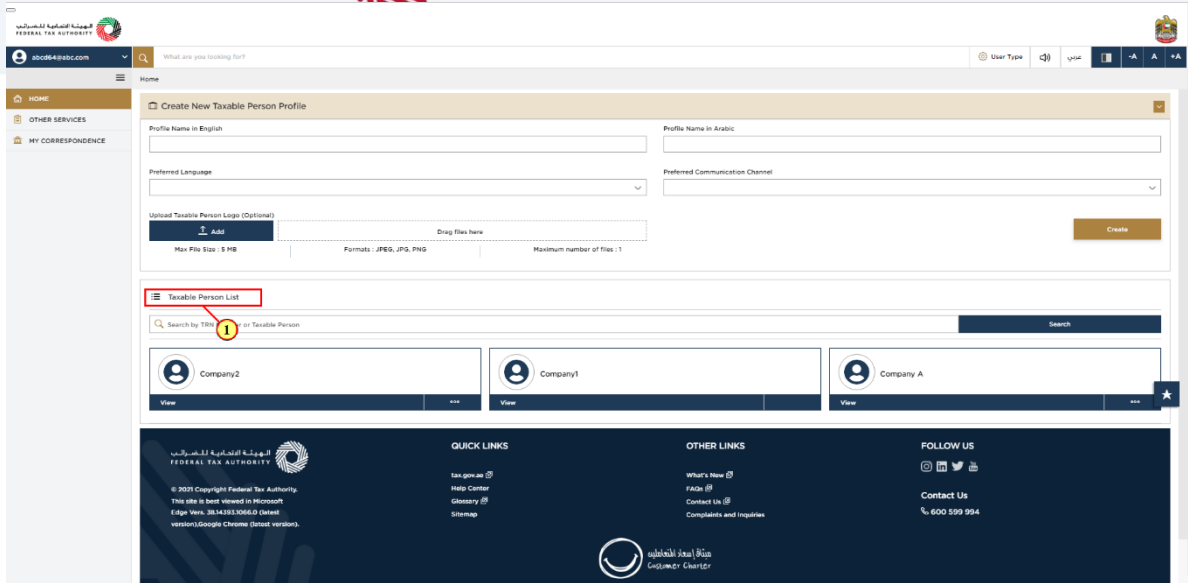 الهيئة الاتحادية للضرائب
FEDERAL TAX AUTHORITY
abcd64@abc.com
What are you looking for?
User Type
عربي
-A
A
+A
Home
HOME
OTHER SERVICES
MY CORRESPONDENCE
Create New Taxable Person Profile
Profile Name in English
Profile Name in Arabic
Preferred Language
Preferred Communication Channel
Upload Taxable Person Logo (Optional)
Add
Drag files here
Max File Size : 5 MB
Formats : JPEG, JPG, PNG
Maximum number of files : 1
Create
Taxable Person List
1
Search by TRN or Taxable Person
Search
Company2
Company1
Company A
View
View
View
الهيئة الاتحادية للضرائب
FEDERAL TAX AUTHORITY
© 2021 Copyright Federal Tax Authority.
This site is best viewed in Microsoft
Edge Vers. 38.14393.1066.0 (latest
version),Google Chrome (latest version).
QUICK LINKS
tax.gov.ae
Help Center
Glossary
Sitemap
OTHER LINKS
What's New
FAQs
Contact Us
Complaints and Inquiries
FOLLOW US
Contact Us
600 599 994
ميثاق إسعاد المتعاملين
Customer Charter